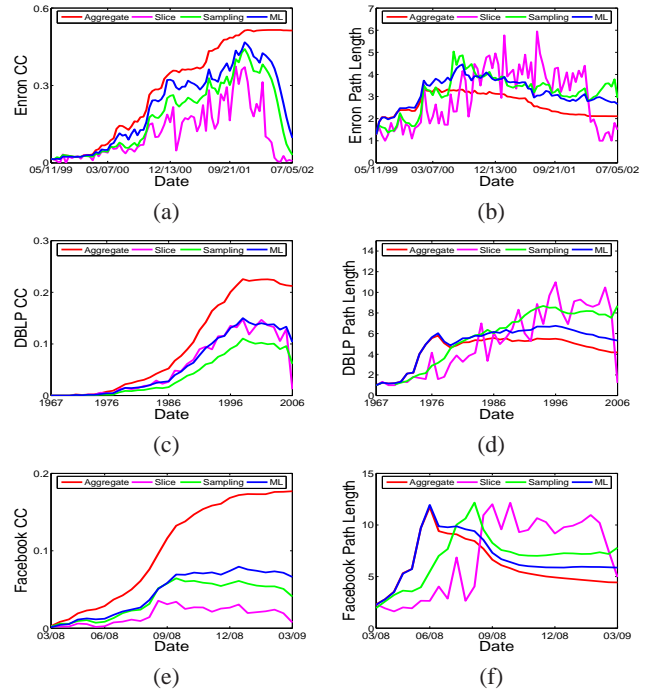 Aggregate Slice Sampling ML
Enron CC
0.6
0.3
0
05/11/99 03/07/00 12/13/00 09/21/01 07/05/02
Date
(a)
Aggregate Slice Sampling ML
Enron Path Length
7
6
5
4
3
2
1
0
05/11/99 03/07/00 12/13/00 09/21/01 07/05/02
Date
(b)
Aggregate Slice Sampling ML
DBLP CC
0.3
0.2
0.1
0
1967 1976 1986 1996 2006
Date
(c)
Aggregate Slice Sampling ML
DBLP Path Length
14
12
10
8
6
4
2
0
1967 1976 1986 1996 2006
Date
(d)
Aggregate Slice Sampling ML
Facebook CC
0.2
0.1
0
03/08 06/08 09/08 12/08 03/09
Date
(e)
Aggregate Slice Sampling ML
Facebook Path Length
15
10
5
0
03/08 06/08 09/08 12/08 03/09
Date
(f)